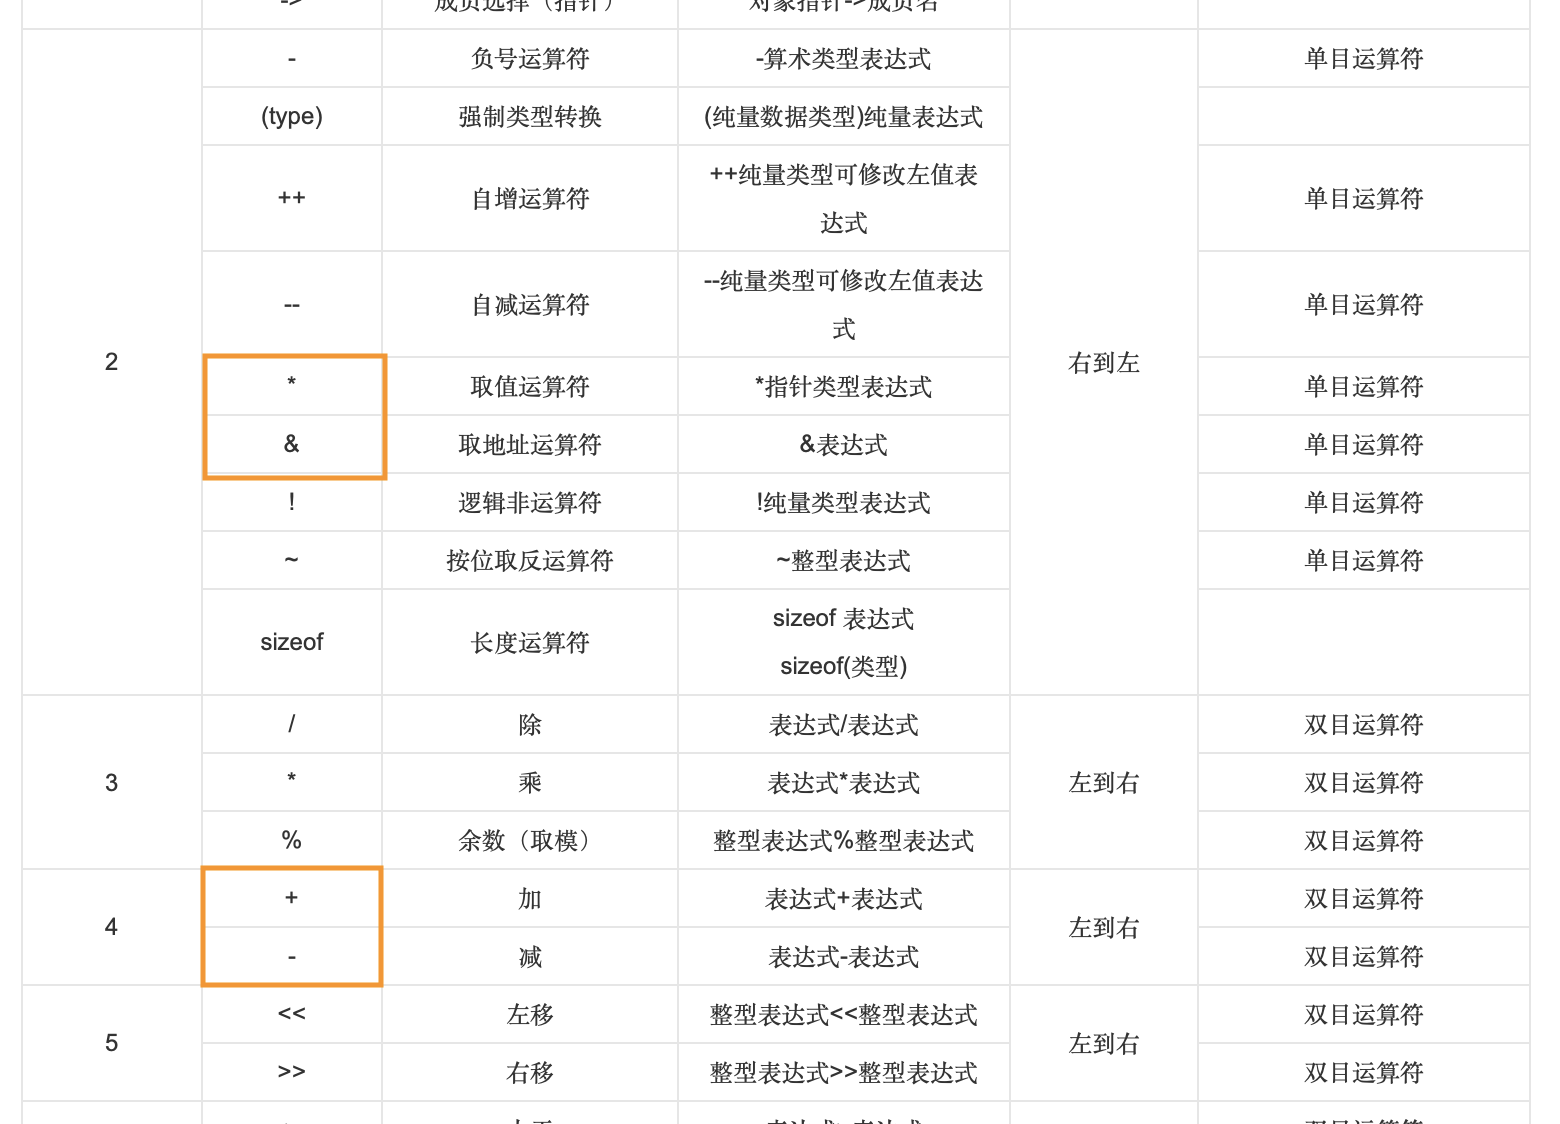 -> 成员选择（指针） 对象指针->成员名
2 - 负号运算符 -算术类型表达式 右到左 单目运算符
(type) 强制类型转换 (纯量数据类型)纯量表达式
++ 自增运算符 ++纯量类型可修改左值表
达式 单目运算符
-- 自减运算符 --纯量类型可修改左值表达
式 单目运算符
* 取值运算符 *指针类型表达式 单目运算符
& 取地址运算符 &表达式 单目运算符
! 逻辑非运算符 !纯量类型表达式 单目运算符
~ 按位取反运算符 ~整型表达式 单目运算符
sizeof 长度运算符 sizeof 表达式
sizeof(类型)
3 / 除 表达式/表达式 左到右 双目运算符
* 乘 表达式*表达式 双目运算符
% 余数（取模） 整型表达式%整型表达式 双目运算符
4 + 加 表达式+表达式 左到右 双目运算符
- 减 表达式-表达式 双目运算符
5 << 左移 整型表达式<<整型表达式 左到右 双目运算符
>> 右移 整型表达式>>整型表达式 双目运算符